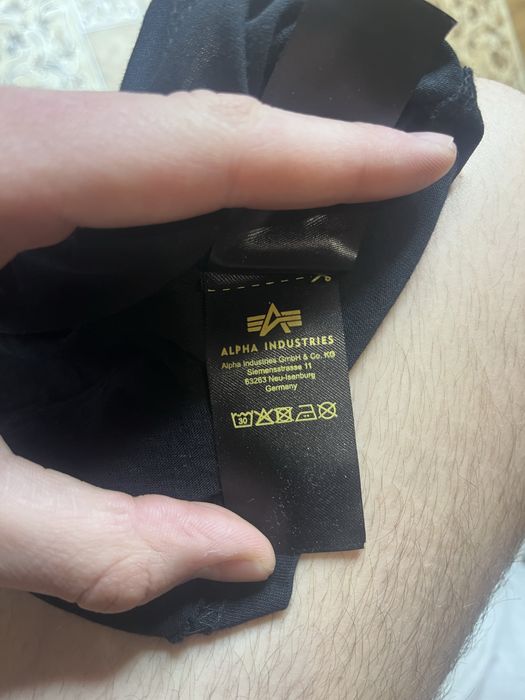 ALPHA INDUSTRIES
Alpha Industries GmbH & Co. KG
Siemensstrasse 11
63263 Neu-Isenburg
Germany
30